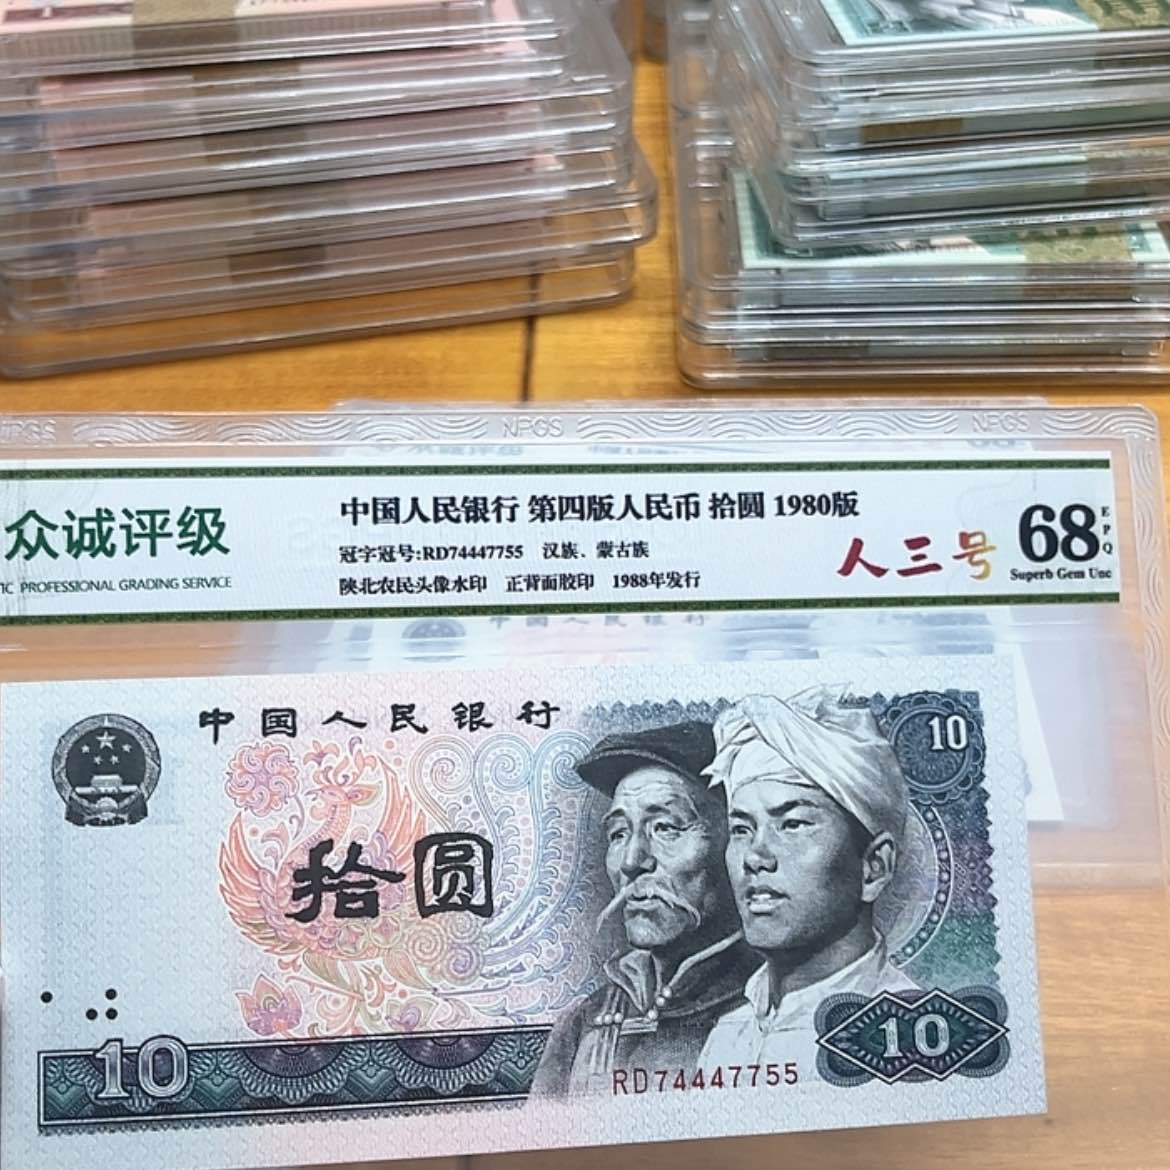 NPGS
NPGS
众诚评级
TIC PROFESSIONAL GRADING SERVICE
中国人民银行 第四版人民币 拾圆 1980版
冠字冠号:RD74447755 汉族、蒙古族
陕北农民头像水印 正背面胶印 1988年发行
人三号
68
EPQ
Superb Gem Unc
中国人民银行
10
拾圆
10
10
RD74447755